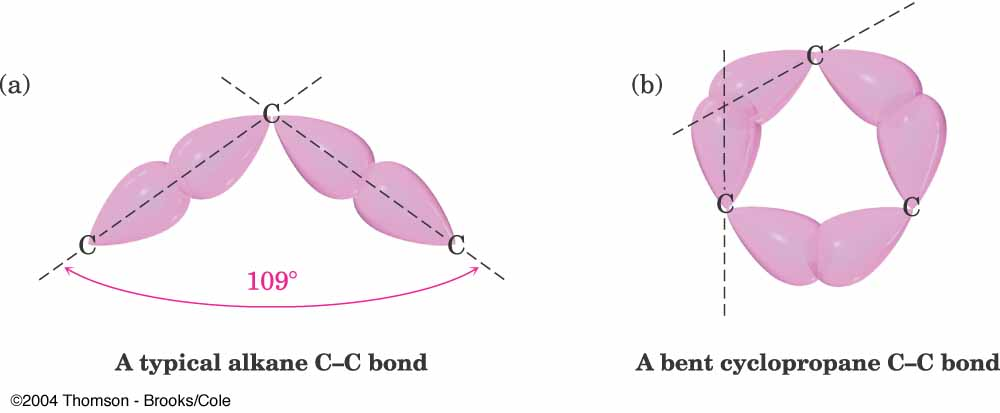 (a)
C
C
C
109°
A typical alkane C–C bond
(b)
C
C
C
A bent cyclopropane C–C bond
©2004 Thomson - Brooks/Cole